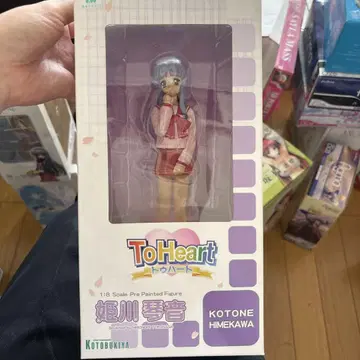 ToHeart
トゥハート
1/8 Scale Pre Painted Figure
姫川 琴音
KOTONE
HIMEKAWA
KOTOBUKIYA